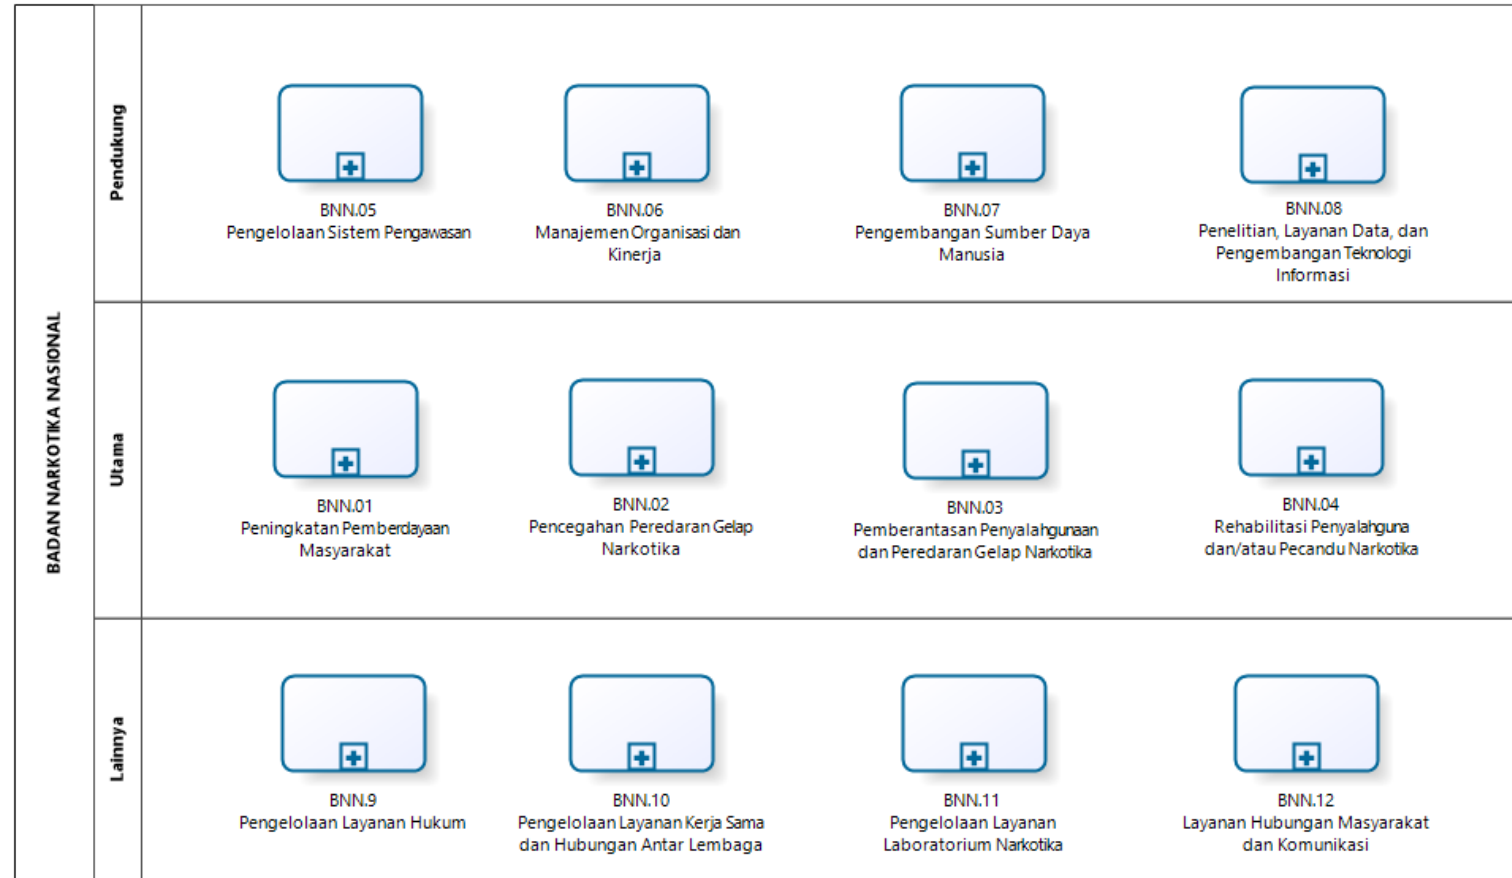 BADAN NARKOTIKA NASIONAL
Pendukung
BNN.05
Pengelolaan Sistem Pengawasan
BNN.06
Manajemen Organisasi dan
Kinerja
BNN.07
Pengembangan Sumber Daya
Manusia
BNN.08
Penelitian, Layanan Data, dan
Pengembangan Teknologi
Informasi
Utama
BNN.01
Peningkatan Pemberdayaan
Masyarakat
BNN.02
Pencegahan Peredaran Gelap
Narkotika
BNN.03
Pemberantasan Penyalahgunaan
dan Peredaran Gelap Narkotika
BNN.04
Rehabilitasi Penyalahguna
dan/atau Pecandu Narkotika
Lainnya
BNN.9
Pengelolaan Layanan Hukum
BNN.10
Pengelolaan Layanan Kerja Sama
dan Hubungan Antar Lembaga
BNN.11
Pengelolaan Layanan
Laboratorium Narkotika
BNN.12
Layanan Hubungan Masyarakat
dan Komunikasi